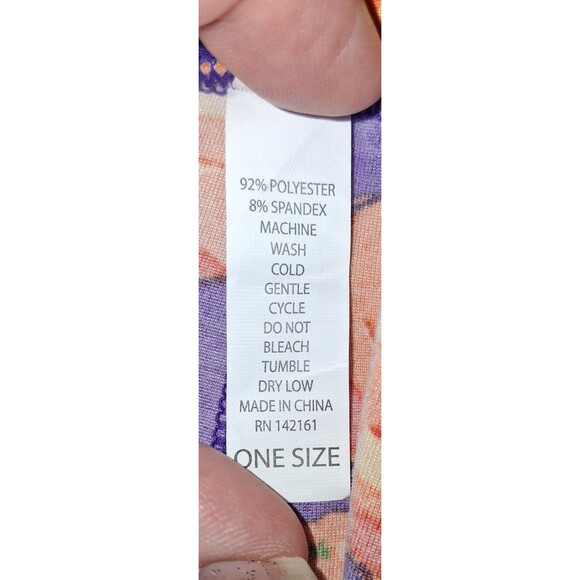 92% POLYESTER
8% SPANDEX
MACHINE
WASH
COLD
GENTLE
CYCLE
DO NOT
BLEACH
TUMBLE
DRY LOW
MADE IN CHINA
RN 142161
ONE SIZE